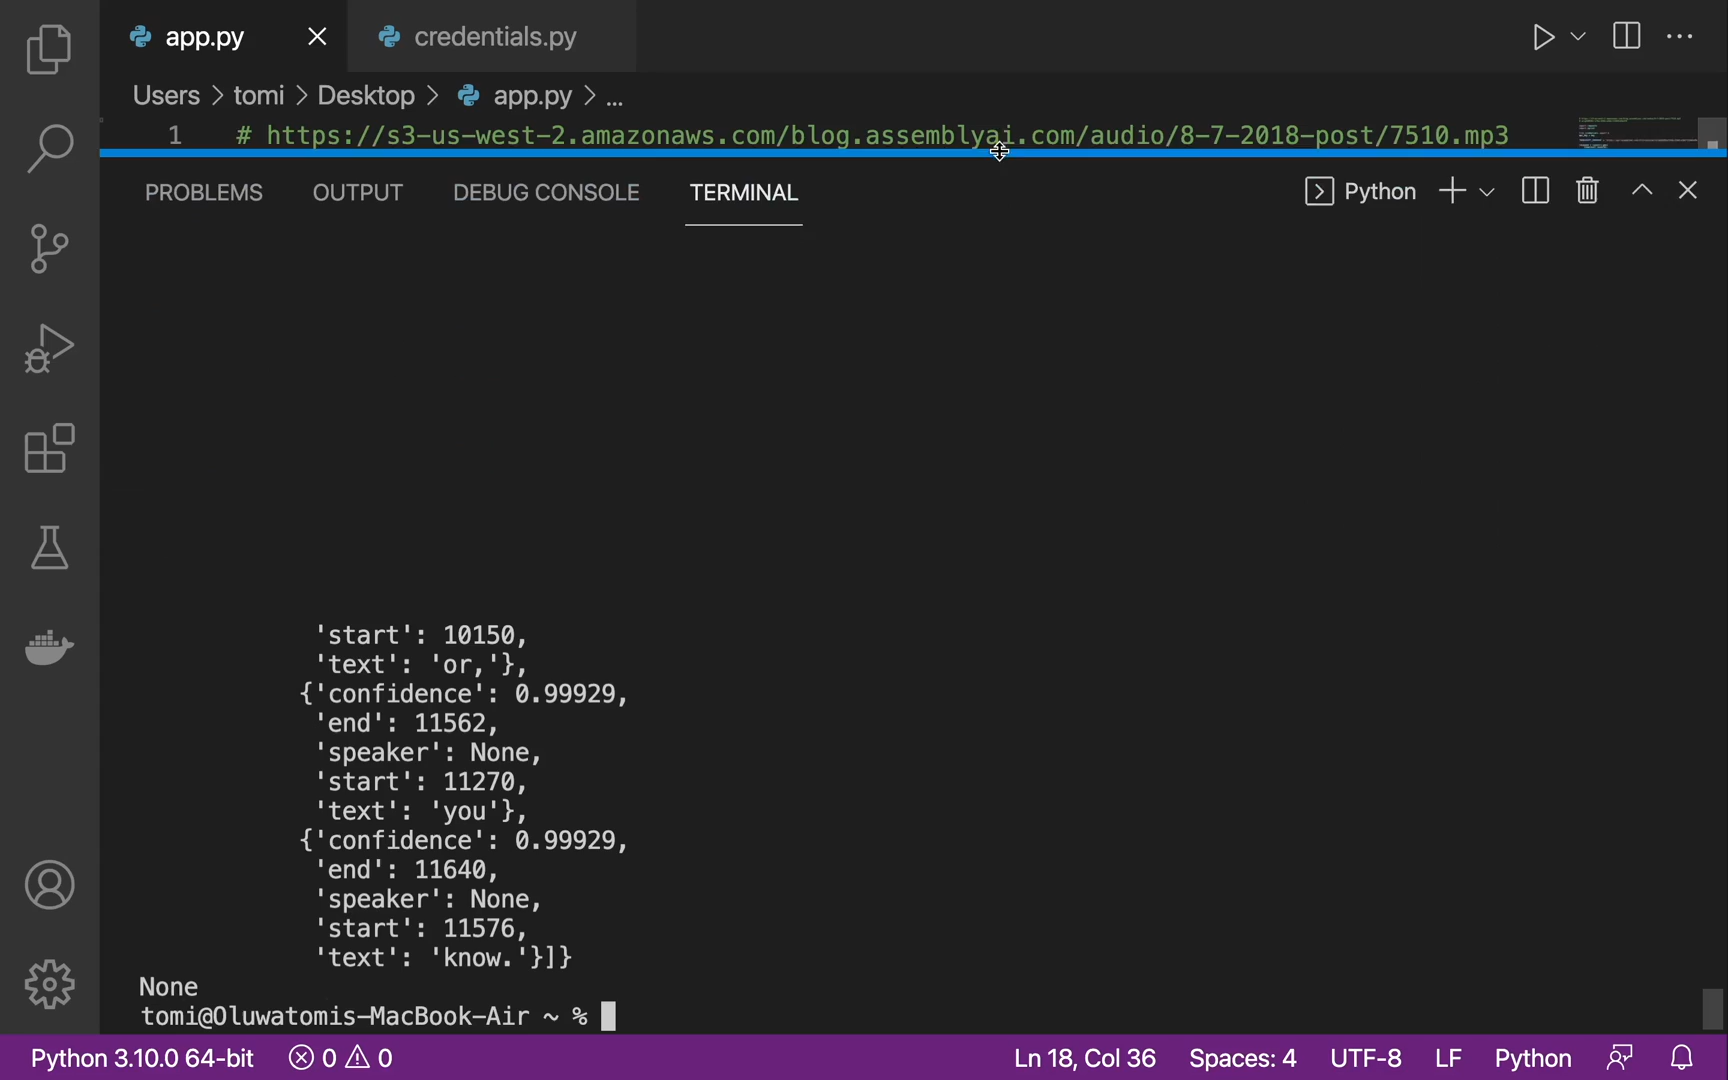 app.py
credentials.py
Users > tomi > Desktop > app.py > ...
1 # https://s3-us-west-2.amazonaws.com/blog.assemblyai.com/audio/8-7-2018-post/7510.mp3
PROBLEMS OUTPUT DEBUG CONSOLE TERMINAL Python
'start': 10150,
'text': 'or,'},
{'confidence': 0.99929,
'end': 11562,
'speaker': None,
'start': 11270,
'text': 'you'},
{'confidence': 0.99929,
'end': 11640,
'speaker': None,
'start': 11576,
'text': 'know.'}]}
None
tomi@Oluwatomis-MacBook-Air ~ %
Python 3.10.0 64-bit 0 0 Ln 18, Col 36 Spaces: 4 UTF-8 LF Python